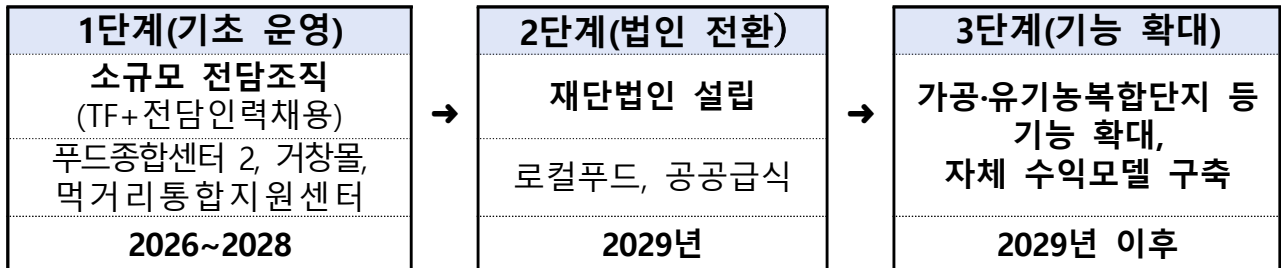 1단계(기초 운영)
소규모 전담조직
(TF+전담인력채용)
푸드종합센터 2, 거창몰,
먹거리통합지원센터
2026~2028
➜
2단계(법인 전환)
재단법인 설립
로컬푸드, 공공급식
2029년
➜
3단계(기능 확대)
가공·유기농복합단지 등
기능 확대,
자체 수익모델 구축
2029년 이후